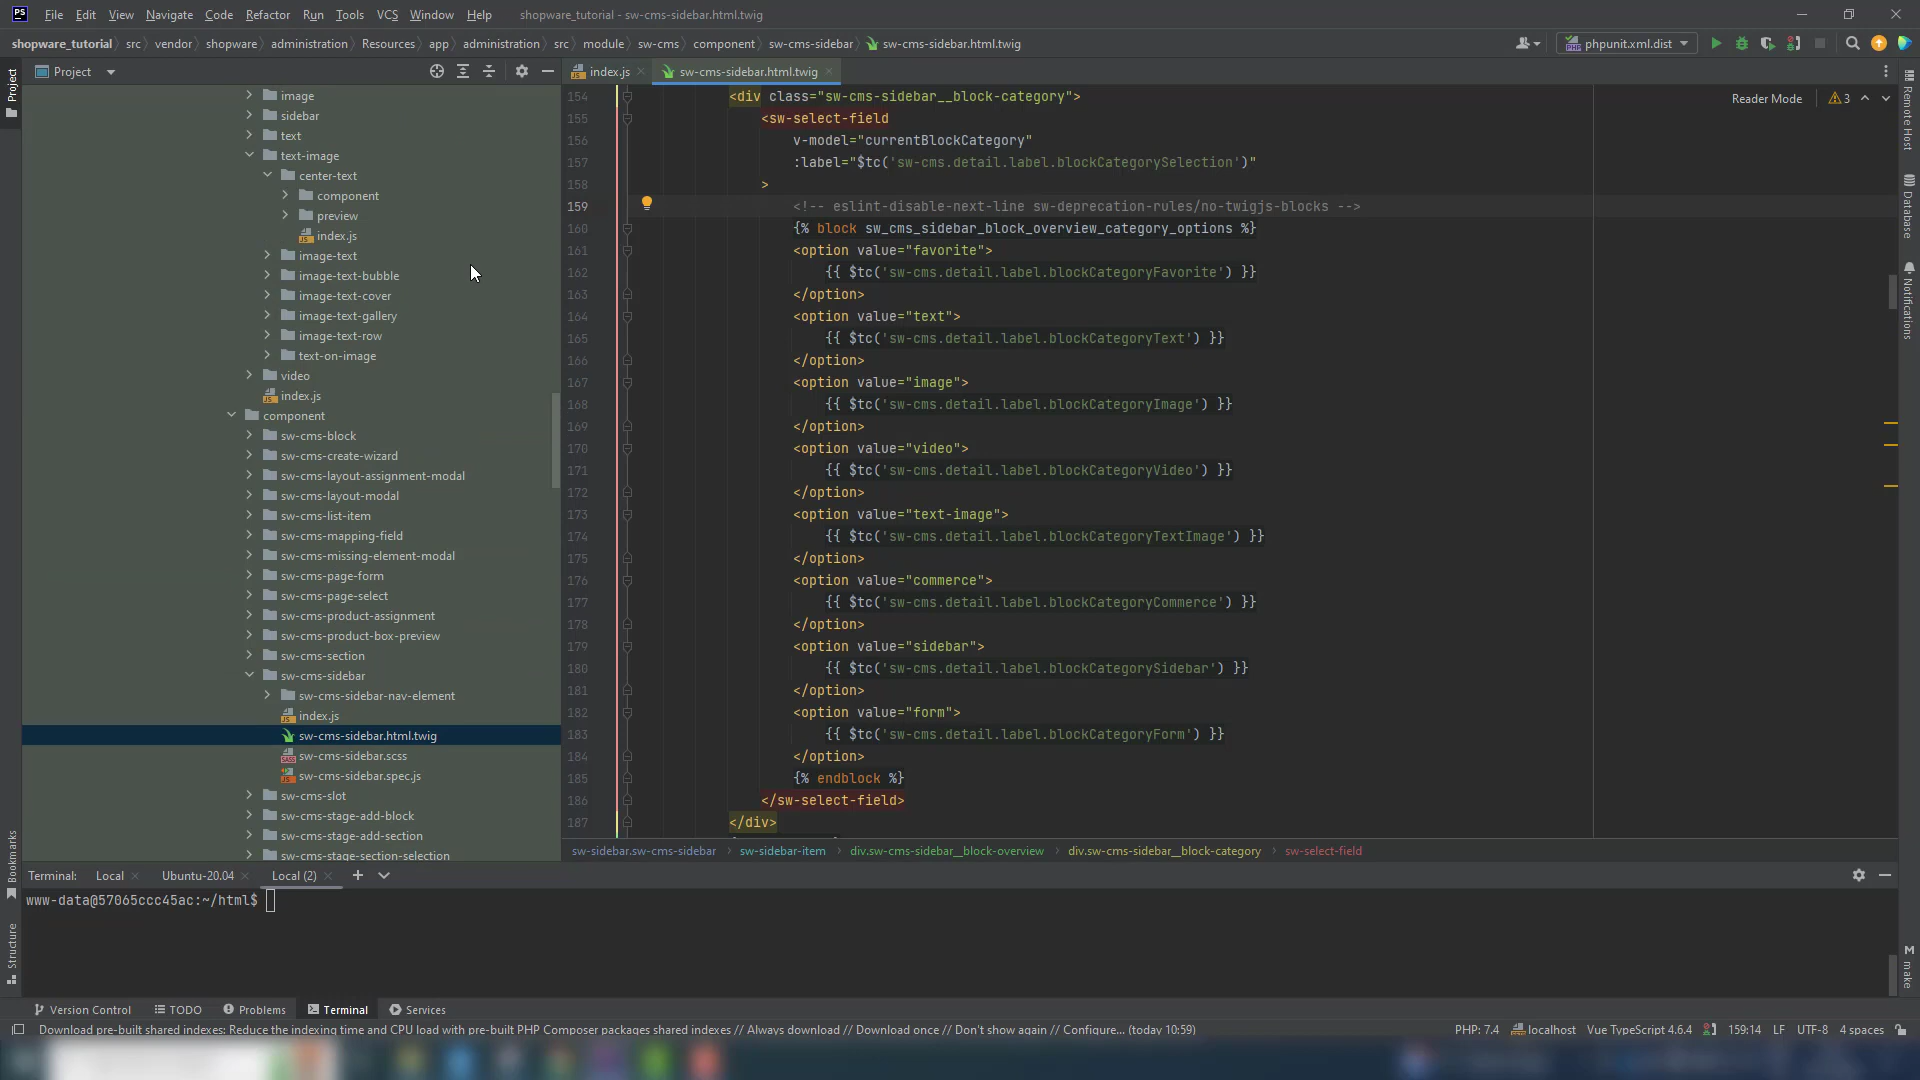 PS File Edit View Navigate Code Refactor Run Tools VCS Window Help shopware_tutorial - sw-cms-sidebar.html.twig
shopware_tutorial src vendor shopware administration Resources app administration src module sw-cms component sw-cms-sidebar sw-cms-sidebar.html.twig phpunit.xml.dist
Project
index.js sw-cms-sidebar.html.twig
Project
Reader Mode 3
image
sidebar
text
text-image
center-text
component
preview
index.js
image-text
image-text-bubble
image-text-cover
image-text-gallery
image-text-row
text-on-image
video
index.js
component
sw-cms-block
sw-cms-create-wizard
sw-cms-layout-assignment-modal
sw-cms-layout-modal
sw-cms-list-item
sw-cms-mapping-field
sw-cms-missing-element-modal
sw-cms-page-form
sw-cms-page-select
sw-cms-product-assignment
sw-cms-product-box-preview
sw-cms-section
sw-cms-sidebar
sw-cms-sidebar-nav-element
index.js
sw-cms-sidebar.html.twig
sw-cms-sidebar.scss
sw-cms-sidebar.spec.js
sw-cms-slot
sw-cms-stage-add-block
sw-cms-stage-add-section
sw-cms-stage-section-selection
154 <div class="sw-cms-sidebar__block-category">
155 <sw-select-field
156 v-model="currentBlockCategory"
157 :label="$tc('sw-cms.detail.label.blockCategorySelection')"
158 >
159 <!-- eslint-disable-next-line sw-deprecation-rules/no-twigjs-blocks -->
160 {% block sw_cms_sidebar_block_overview_category_options %}
161 <option value="favorite">
162 {{ $tc('sw-cms.detail.label.blockCategoryFavorite') }}
163 </option>
164 <option value="text">
165 {{ $tc('sw-cms.detail.label.blockCategoryText') }}
166 </option>
167 <option value="image">
168 {{ $tc('sw-cms.detail.label.blockCategoryImage') }}
169 </option>
170 <option value="video">
171 {{ $tc('sw-cms.detail.label.blockCategoryVideo') }}
172 </option>
173 <option value="text-image">
174 {{ $tc('sw-cms.detail.label.blockCategoryTextImage') }}
175 </option>
176 <option value="commerce">
177 {{ $tc('sw-cms.detail.label.blockCategoryCommerce') }}
178 </option>
179 <option value="sidebar">
180 {{ $tc('sw-cms.detail.label.blockCategorySidebar') }}
181 </option>
182 <option value="form">
183 {{ $tc('sw-cms.detail.label.blockCategoryForm') }}
184 </option>
185 {% endblock %}
186 </sw-select-field>
187 </div>
sw-sidebar.sw-cms-sidebar sw-sidebar-item div.sw-cms-sidebar__block-overview div.sw-cms-sidebar__block-category sw-select-field
Remote Host
Database
Notifications
make
Bookmarks
Structure
Terminal: Local Ubuntu-20.04 Local (2)
www-data@57065ccc45ac:~/html$
Version Control TODO Problems Terminal Services
Download pre-built shared indexes: Reduce the indexing time and CPU load with pre-built PHP Composer packages shared indexes // Always download // Download once // Don't show again // Configure... (today 10:59) PHP: 7.4 localhost Vue TypeScript 4.6.4 159:14 LF UTF-8 4 spaces